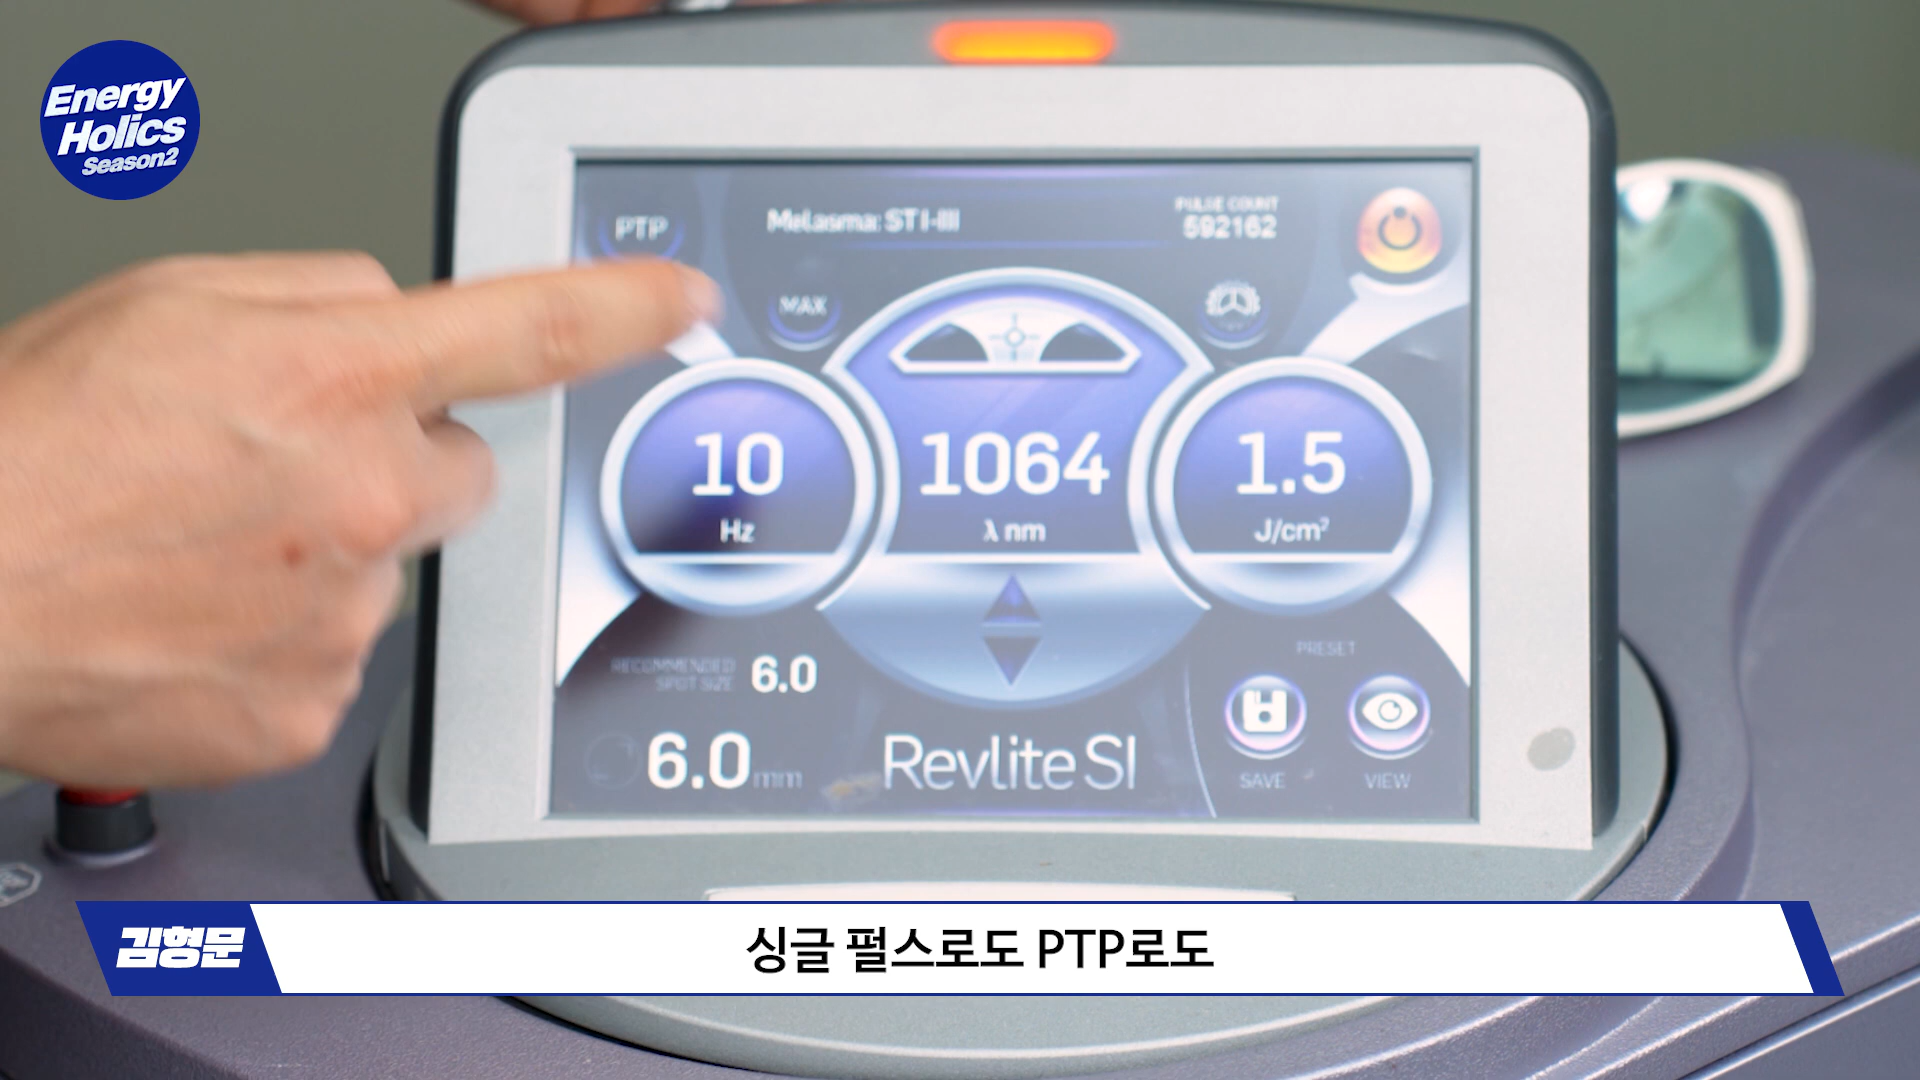 Energy
Holics
Season2
PTP
Melasma: ST I-III
PULSE COUNT
592162
MAX
10
Hz
1064
λ nm
1.5
J/cm²
RECOMMENDED
SPOT SIZE
6.0
6.0 mm
Revlite SI
PRESET
SAVE
VIEW
김형문
싱글 펄스로도 PTP로도